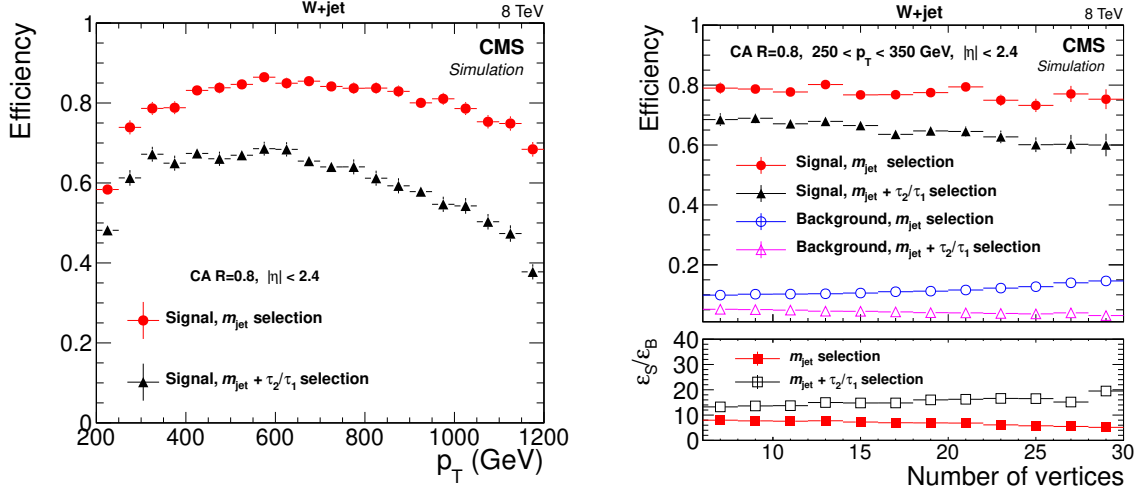 W+jet
8 TeV
CMS
Simulation
Efficiency
1
0.8
0.6
0.4
0.2
0
CA R=0.8, |η| < 2.4
Signal, m_jet selection
Signal, m_jet + τ₂/τ₁ selection
200 400 600 800 1000 1200
p_T (GeV)
W+jet
8 TeV
CA R=0.8, 250 < p_T < 350 GeV, |η| < 2.4
CMS
Simulation
Efficiency
1
0.8
0.6
0.4
0.2
Signal, m_jet selection
Signal, m_jet + τ₂/τ₁ selection
Background, m_jet selection
Background, m_jet + τ₂/τ₁ selection
ε_S/ε_B
40
30
20
10
0
m_jet selection
m_jet + τ₂/τ₁ selection
10 15 20 25 30
Number of vertices